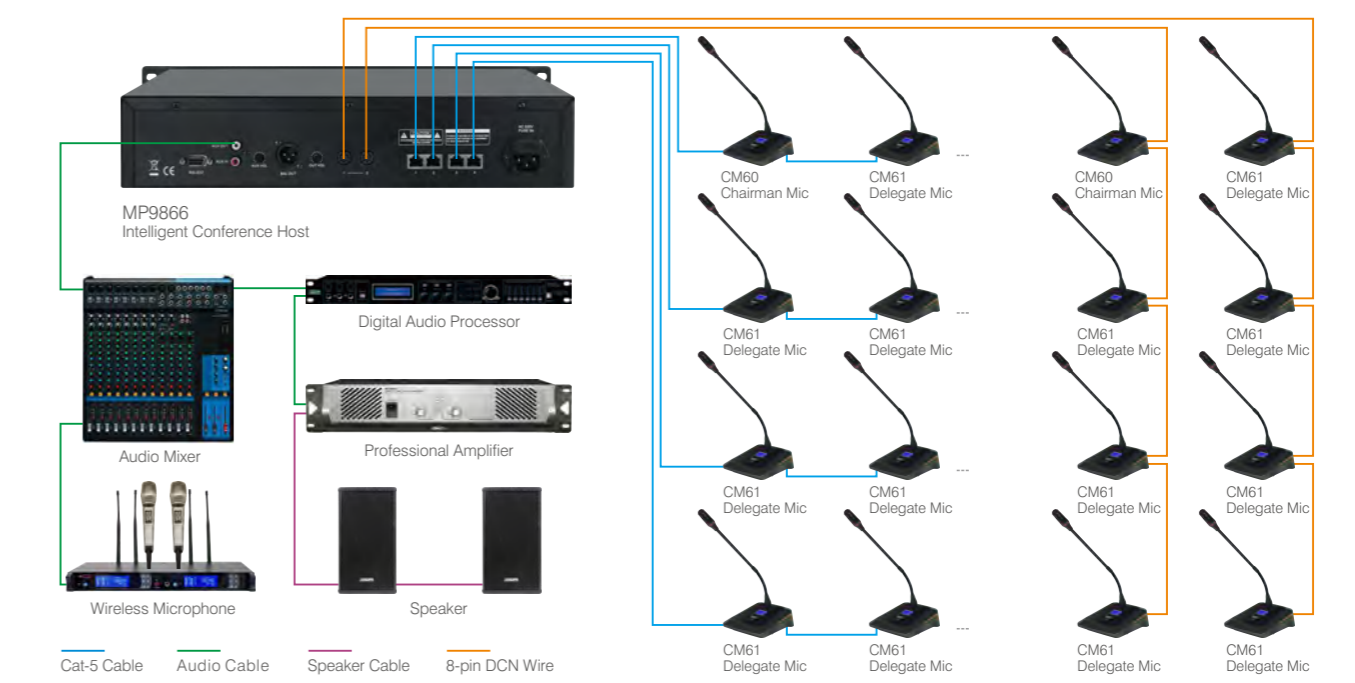 MP9866
Intelligent Conference Host
Digital Audio Processor
Audio Mixer
Professional Amplifier
Wireless Microphone
Speaker
Cat-5 Cable
Audio Cable
Speaker Cable
8-pin DCN Wire
CM60
Chairman Mic
CM61
Delegate Mic
---
CM60
Chairman Mic
CM61
Delegate Mic
CM61
Delegate Mic
CM61
Delegate Mic
---
CM61
Delegate Mic
CM61
Delegate Mic
CM61
Delegate Mic
CM61
Delegate Mic
---
CM61
Delegate Mic
CM61
Delegate Mic
CM61
Delegate Mic
CM61
Delegate Mic
---
CM61
Delegate Mic
CM61
Delegate Mic